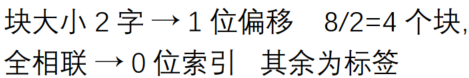 块大小 2 字 → 1 位偏移 8/2=4 个块,
全相联 → 0 位索引 其余为标签